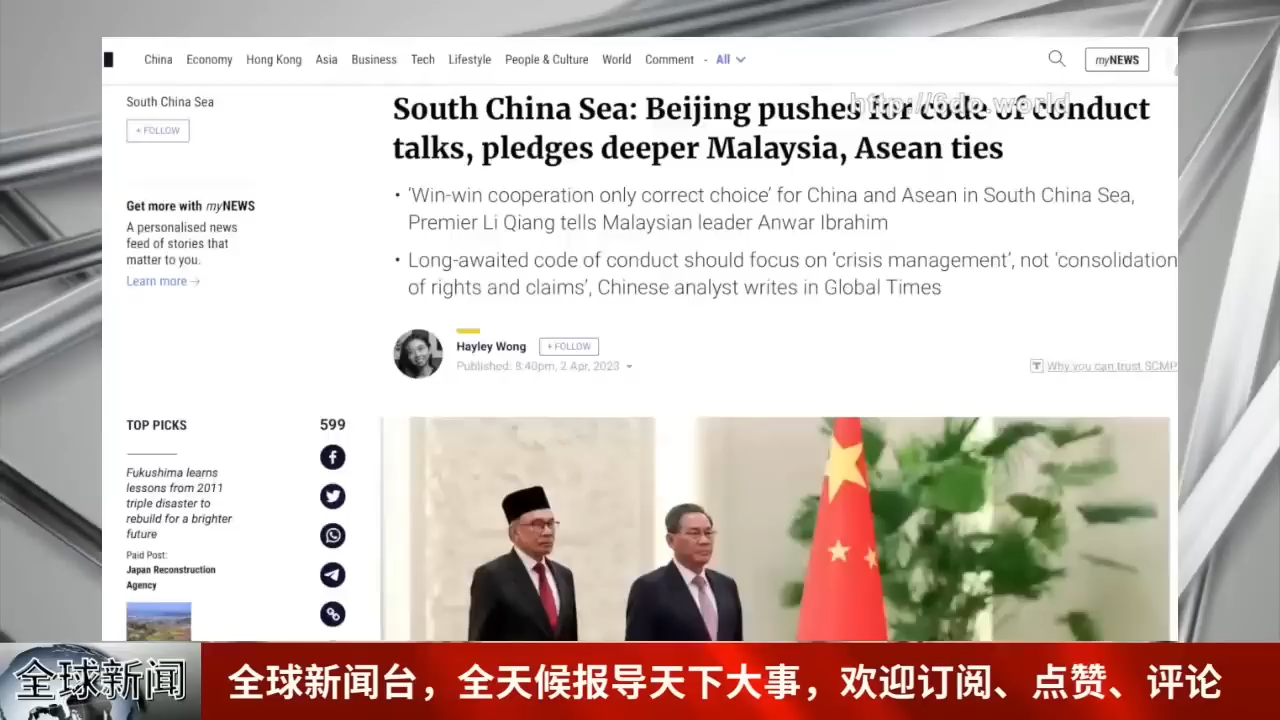 China Economy Hong Kong Asia Business Tech Lifestyle People & Culture World Comment - All
myNEWS
South China Sea
+ FOLLOW
http://6do.world
South China Sea: Beijing pushes for code of conduct
talks, pledges deeper Malaysia, Asean ties
• 'Win-win cooperation only correct choice' for China and Asean in South China Sea,
Premier Li Qiang tells Malaysian leader Anwar Ibrahim
• Long-awaited code of conduct should focus on 'crisis management', not 'consolidation
of rights and claims', Chinese analyst writes in Global Times
Get more with myNEWS
A personalised news
feed of stories that
matter to you.
Learn more →
Hayley Wong
+ FOLLOW
Published: 8:40pm, 2 Apr, 2023
Why you can trust SCMP
TOP PICKS
599
Fukushima learns
lessons from 2011
triple disaster to
rebuild for a brighter
future
Paid Post:
Japan Reconstruction
Agency
全球新闻
全球新闻台，全天候报导天下大事，欢迎订阅、点赞、评论